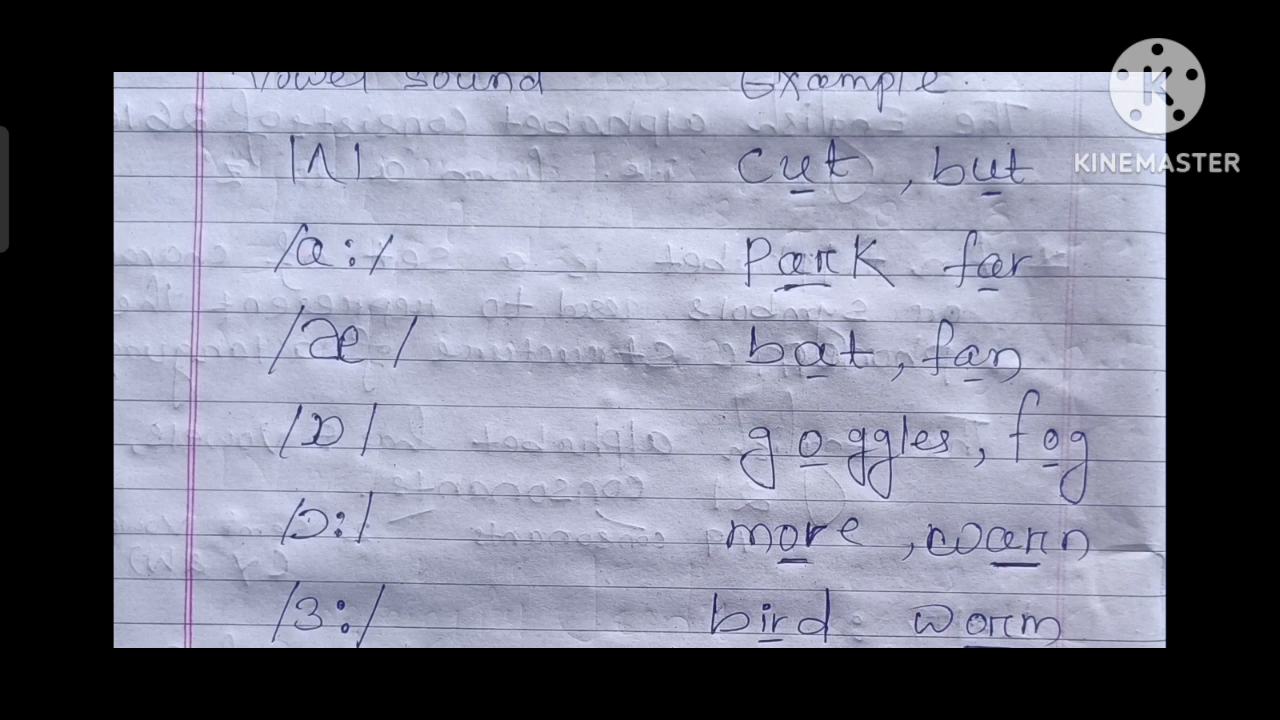 Vowel sound Example.
KINEMASTER
/ʌ/ cut, but
/a:/ Park far
/æ/ bat, fan
/ɒ/ goggles, fog
/ɔ:/ more, warn
/3:/ bird. worm